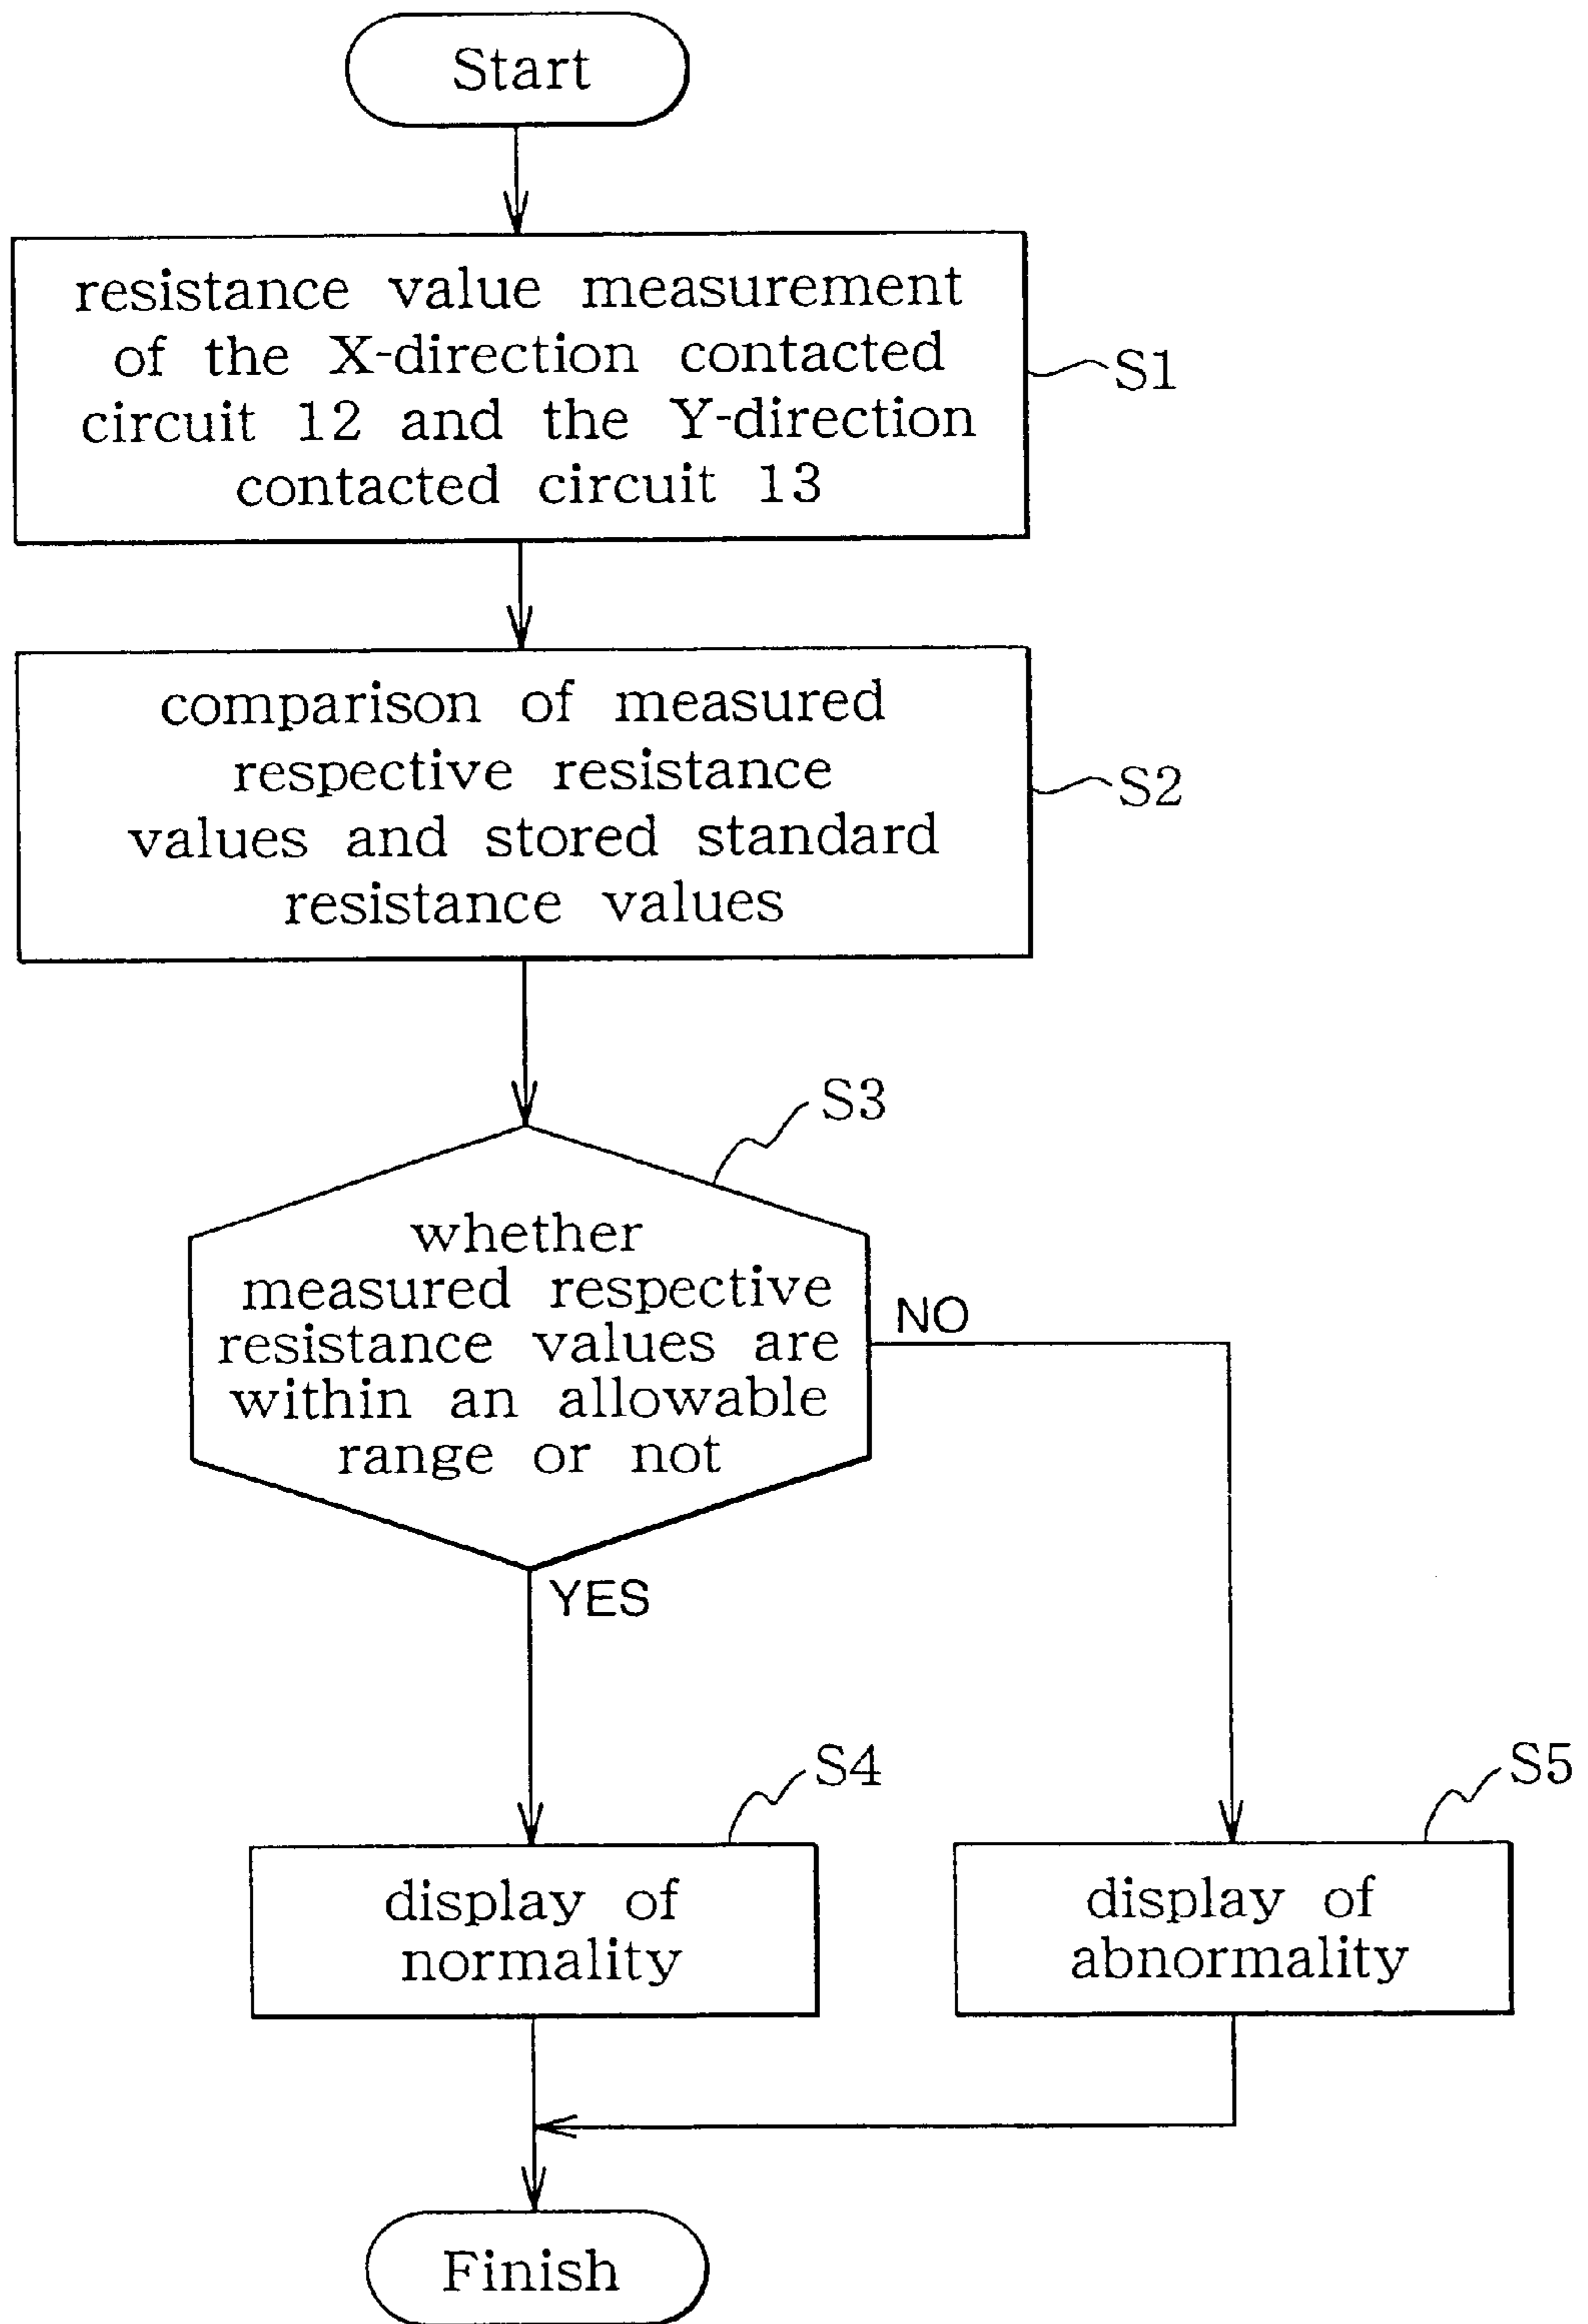 Start
resistance value measurement
of the X-direction contacted
circuit 12 and the Y-direction
contacted circuit 13
S1
comparison of measured
respective resistance
values and stored standard
resistance values
S2
S3
whether
measured respective
resistance values are
within an allowable
range or not
NO
YES
S4
display of
normality
S5
display of
abnormality
Finish